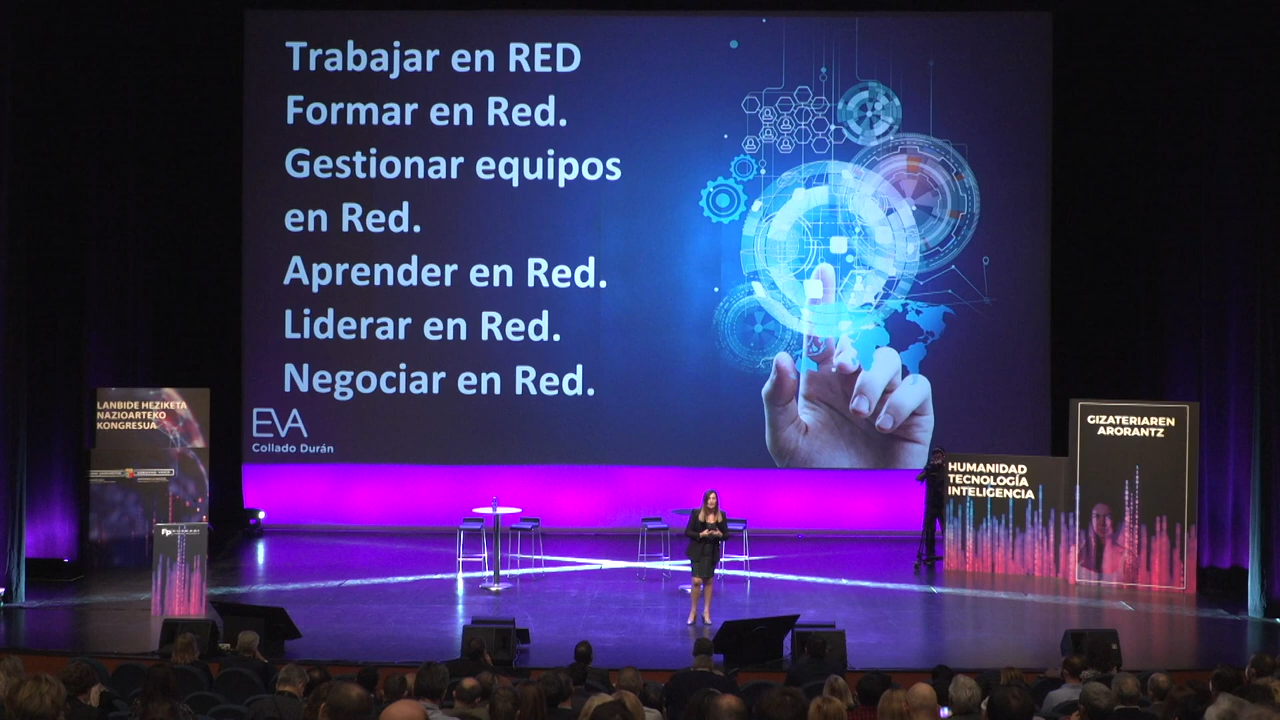 Trabajar en RED
Formar en Red.
Gestionar equipos
en Red.
Aprender en Red.
Liderar en Red.
Negociar en Red.
EVA
Collado Durán
LANBIDE HEZIKETA
NAZIOARTEKO
KONGRESUA
HUMANIDAD
TECNOLOGÍA
INTELIGENCIA
GIZATERIAREN
ARORANTZ